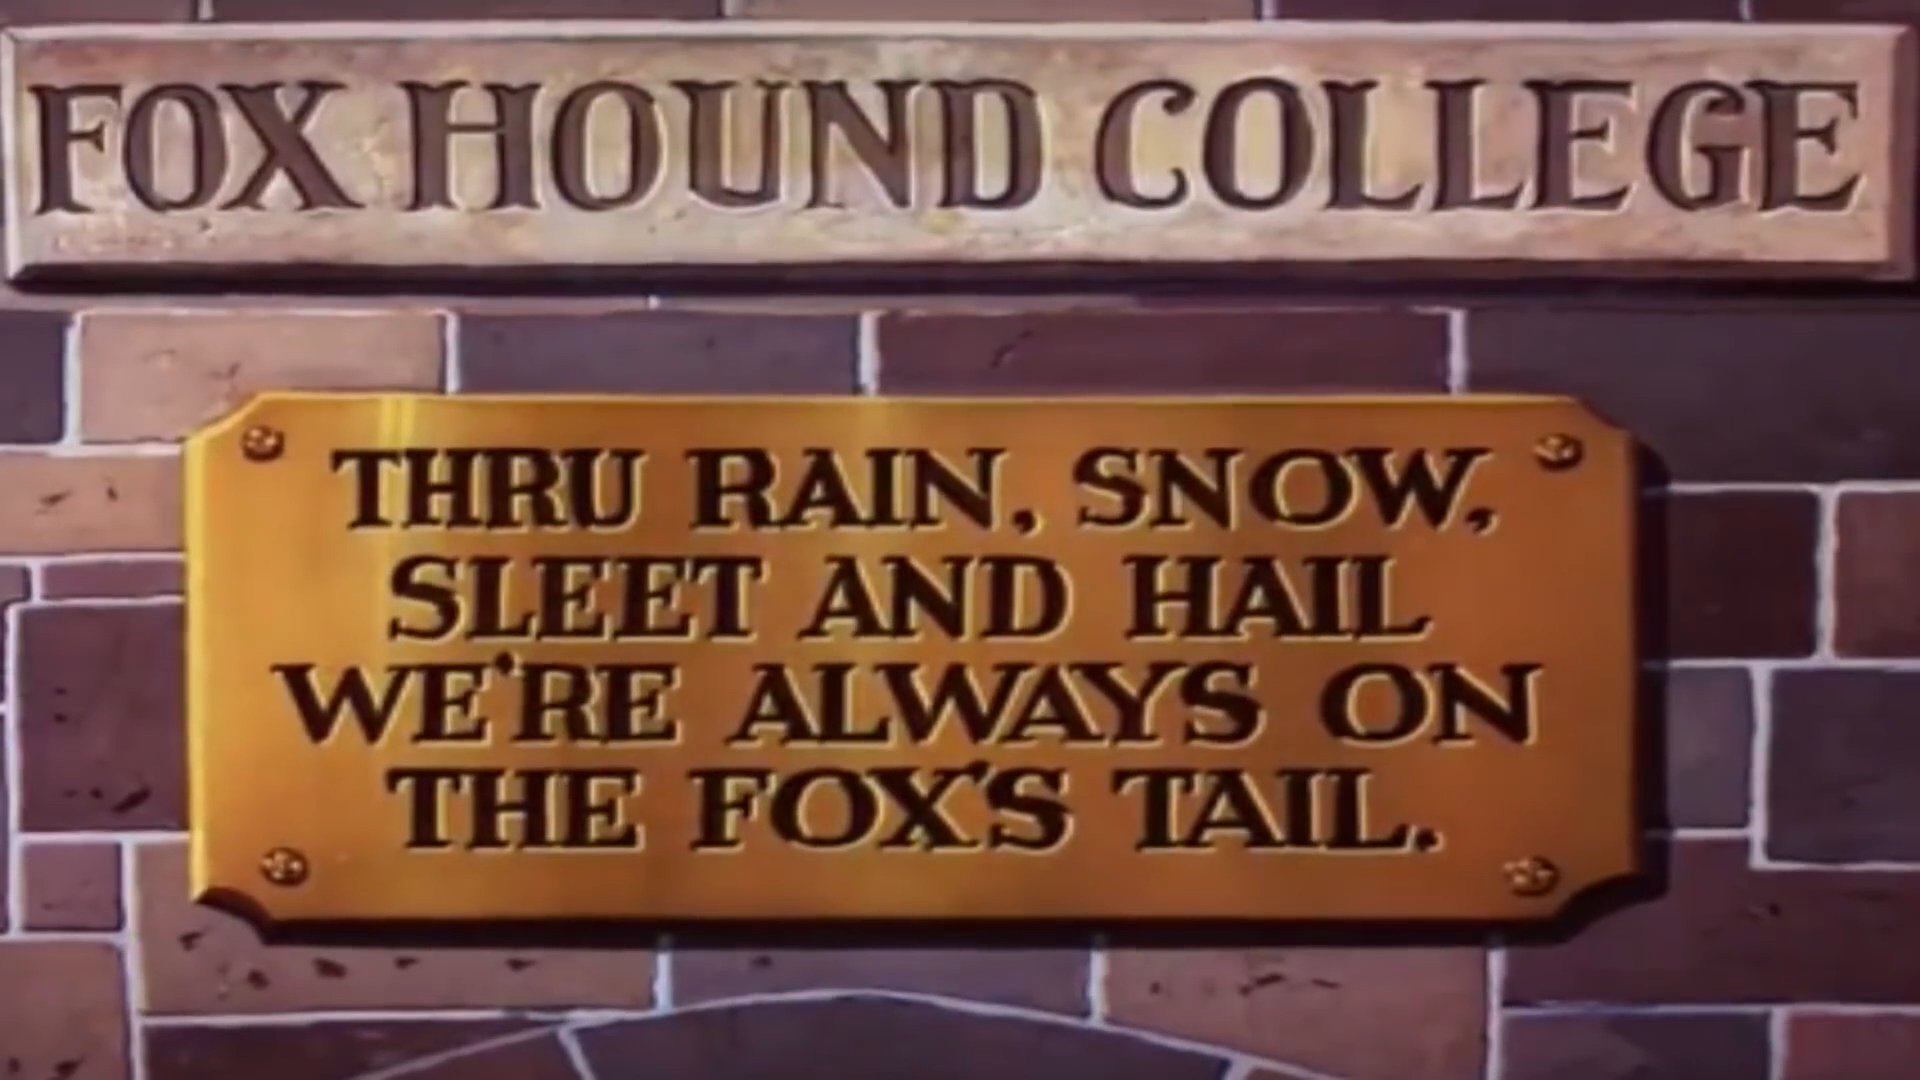 FOX HOUND COLLEGE
THRU RAIN, SNOW,
SLEET AND HAIL
WE'RE ALWAYS ON
THE FOX'S TAIL.